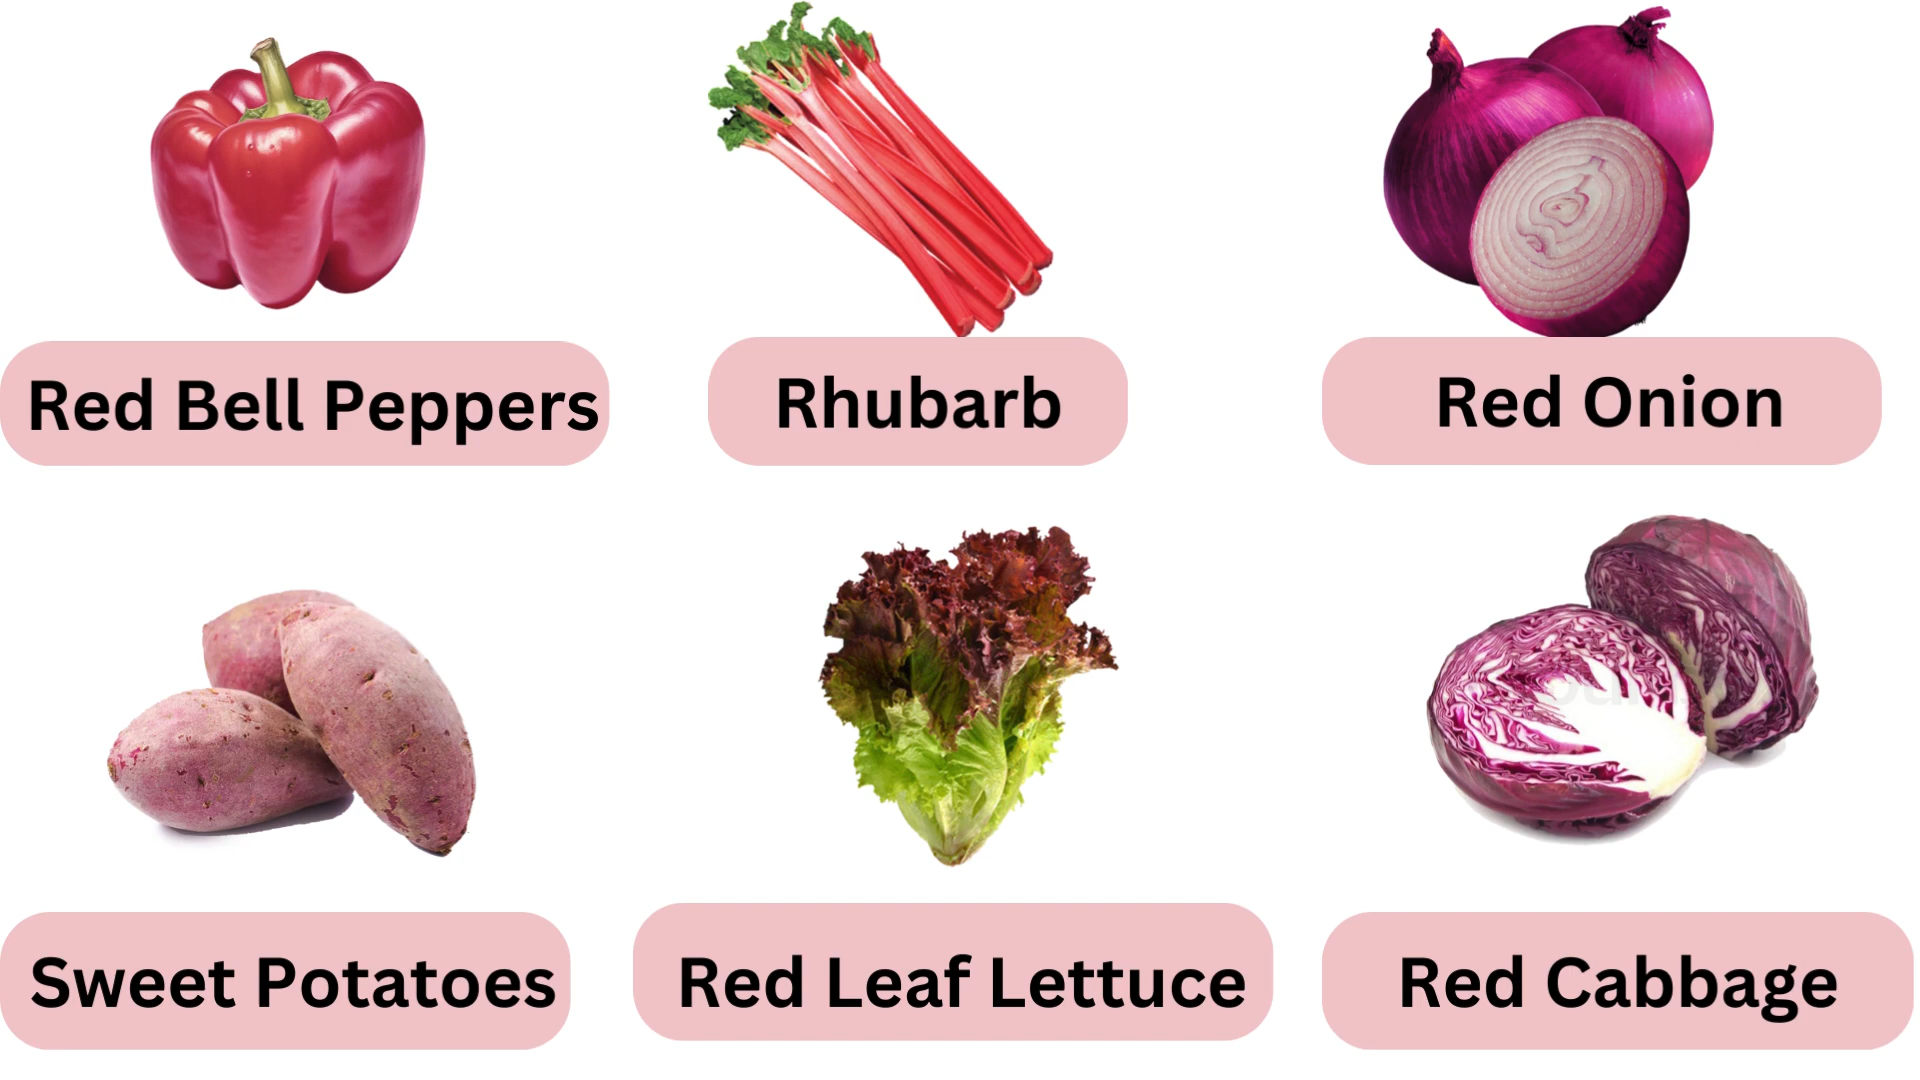 Red Bell Peppers
Rhubarb
Red Onion
Sweet Potatoes
Red Leaf Lettuce
Red Cabbage